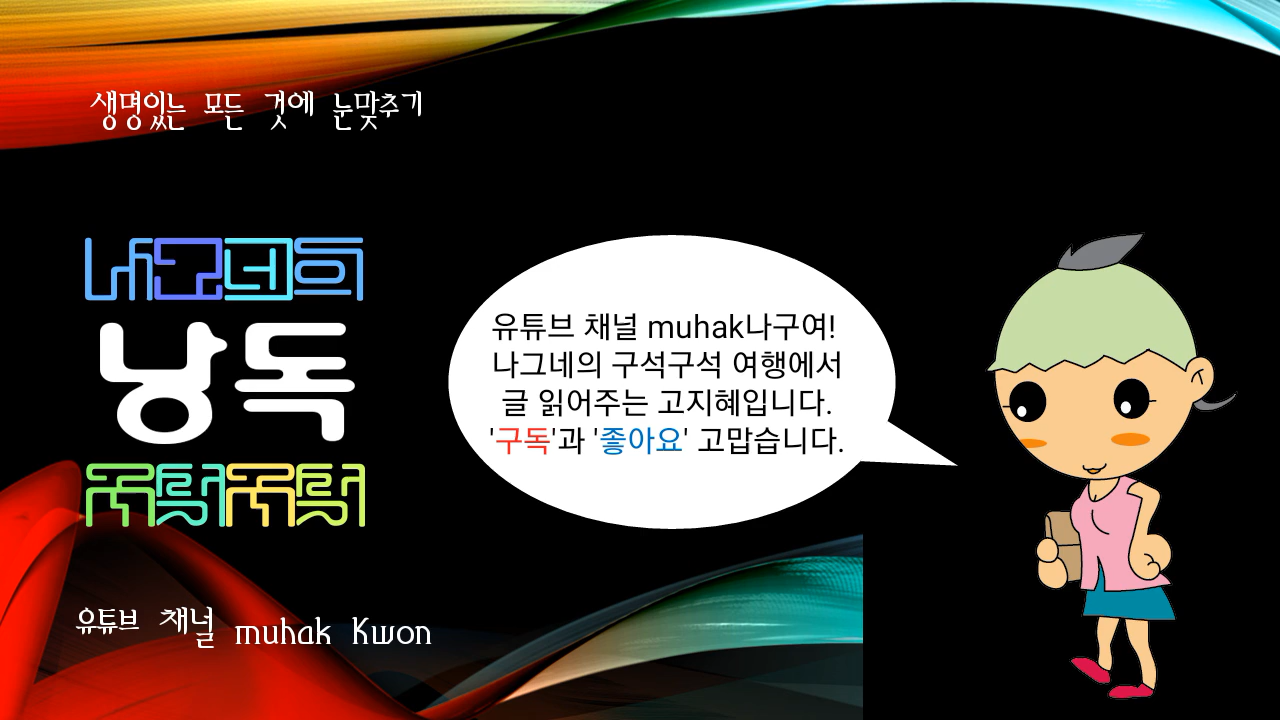 생명있는 모든 것에 눈맞추기
나그네의
낭독
구석구석
유튜브 채널 muhak나구여!
나그네의 구석구석 여행에서
글 읽어주는 고지혜입니다.
'구독'과 '좋아요' 고맙습니다.
유튜브 채널 muhak Kwon